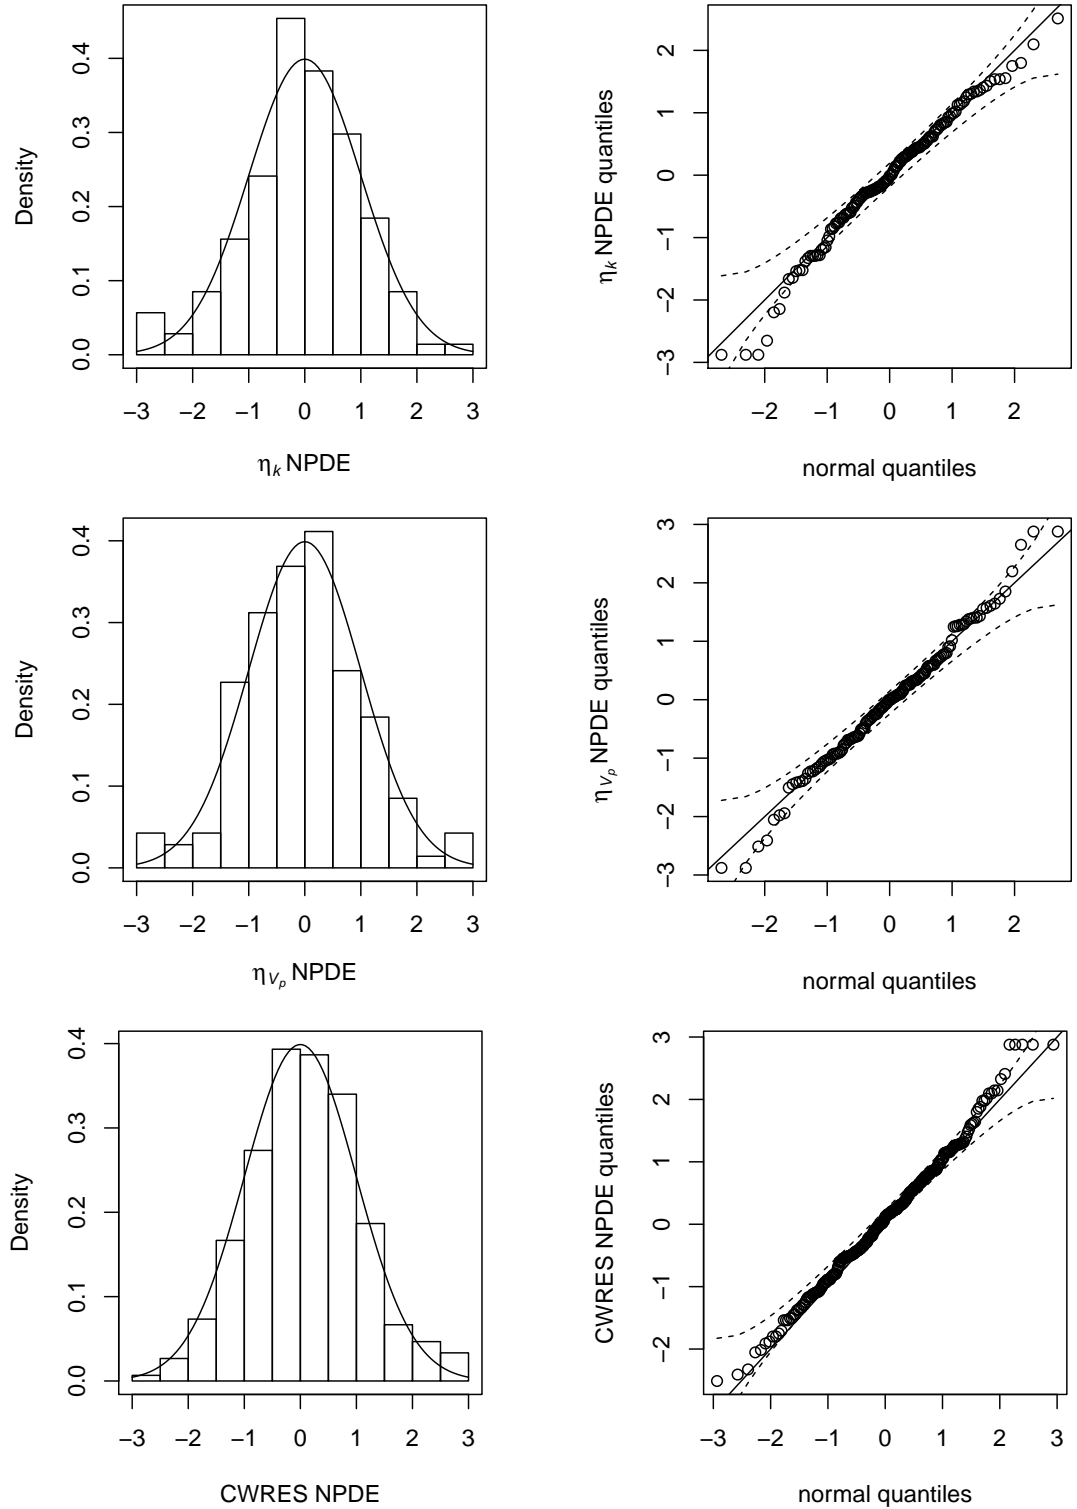 Density
0.0 0.1 0.2 0.3 0.4
−3 −2 −1 0 1 2 3
ηk NPDE
ηk NPDE quantiles
−3 −2 −1 0 1 2
−2 −1 0 1 2
normal quantiles
Density
0.0 0.1 0.2 0.3 0.4
−3 −2 −1 0 1 2 3
ηVp NPDE
ηVp NPDE quantiles
−3 −2 −1 0 1 2 3
−2 −1 0 1 2
normal quantiles
Density
0.0 0.1 0.2 0.3 0.4
−3 −2 −1 0 1 2 3
CWRES NPDE
CWRES NPDE quantiles
−2 −1 0 1 2 3
−3 −2 −1 0 1 2 3
normal quantiles